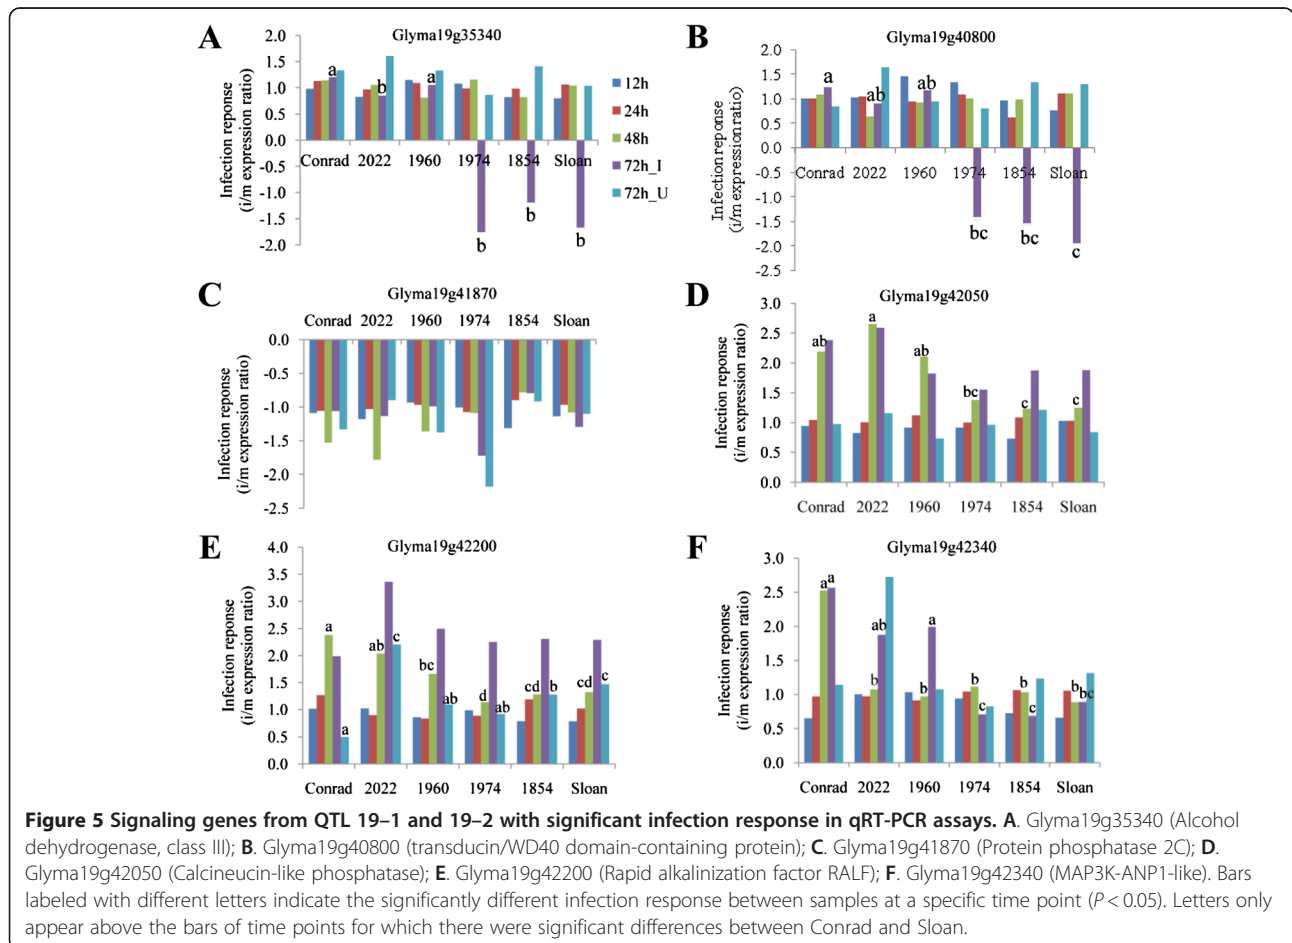 A
Glyma19g35340
Infection reponse
(i/m expression ratio)
2.0
1.5
1.0
0.5
0.0
-0.5
-1.0
-1.5
-2.0
a
b
a
b
b
b
Conrad 2022 1960 1974 1854 Sloan
12h
24h
48h
72h_I
72h_U
B
Glyma19g40800
Infection reponse
(i/m expression ratio)
2.0
1.5
1.0
0.5
0.0
-0.5
-1.0
-1.5
-2.0
-2.5
a
ab
ab
bc
bc
c
Conrad 2022 1960 1974 1854 Sloan
C
Glyma19g41870
Conrad 2022 1960 1974 1854 Sloan
Infection reponse
(i/m expression ratio)
0.0
-0.5
-1.0
-1.5
-2.0
-2.5
D
Glyma19g42050
Infection reponse
(i/m expression ratio)
3.0
2.5
2.0
1.5
1.0
0.5
0.0
ab
a
ab
bc
c
c
Conrad 2022 1960 1974 1854 Sloan
E
Glyma19g42200
Infection reponse
(i/m expression ratio)
4.0
3.5
3.0
2.5
2.0
1.5
1.0
0.5
0.0
a
a
ab
c
bc
ab
d
ab
cd
b
cd
c
Conrad 2022 1960 1974 1854 Sloan
F
Glyma19g42340
Infection reponse
(i/m expression ratio)
3.0
2.5
2.0
1.5
1.0
0.5
0.0
a a
b
ab
b
a
b
c
b
c
b
bc
Conrad 2022 1960 1974 1854 Sloan
Figure 5 Signaling genes from QTL 19–1 and 19–2 with significant infection response in qRT-PCR assays. A. Glyma19g35340 (Alcohol
dehydrogenase, class III); B. Glyma19g40800 (transducin/WD40 domain-containing protein); C. Glyma19g41870 (Protein phosphatase 2C); D.
Glyma19g42050 (Calcineucin-like phosphatase); E. Glyma19g42200 (Rapid alkalinization factor RALF); F. Glyma19g42340 (MAP3K-ANP1-like). Bars
labeled with different letters indicate the significantly different infection response between samples at a specific time point (P < 0.05). Letters only
appear above the bars of time points for which there were significant differences between Conrad and Sloan.